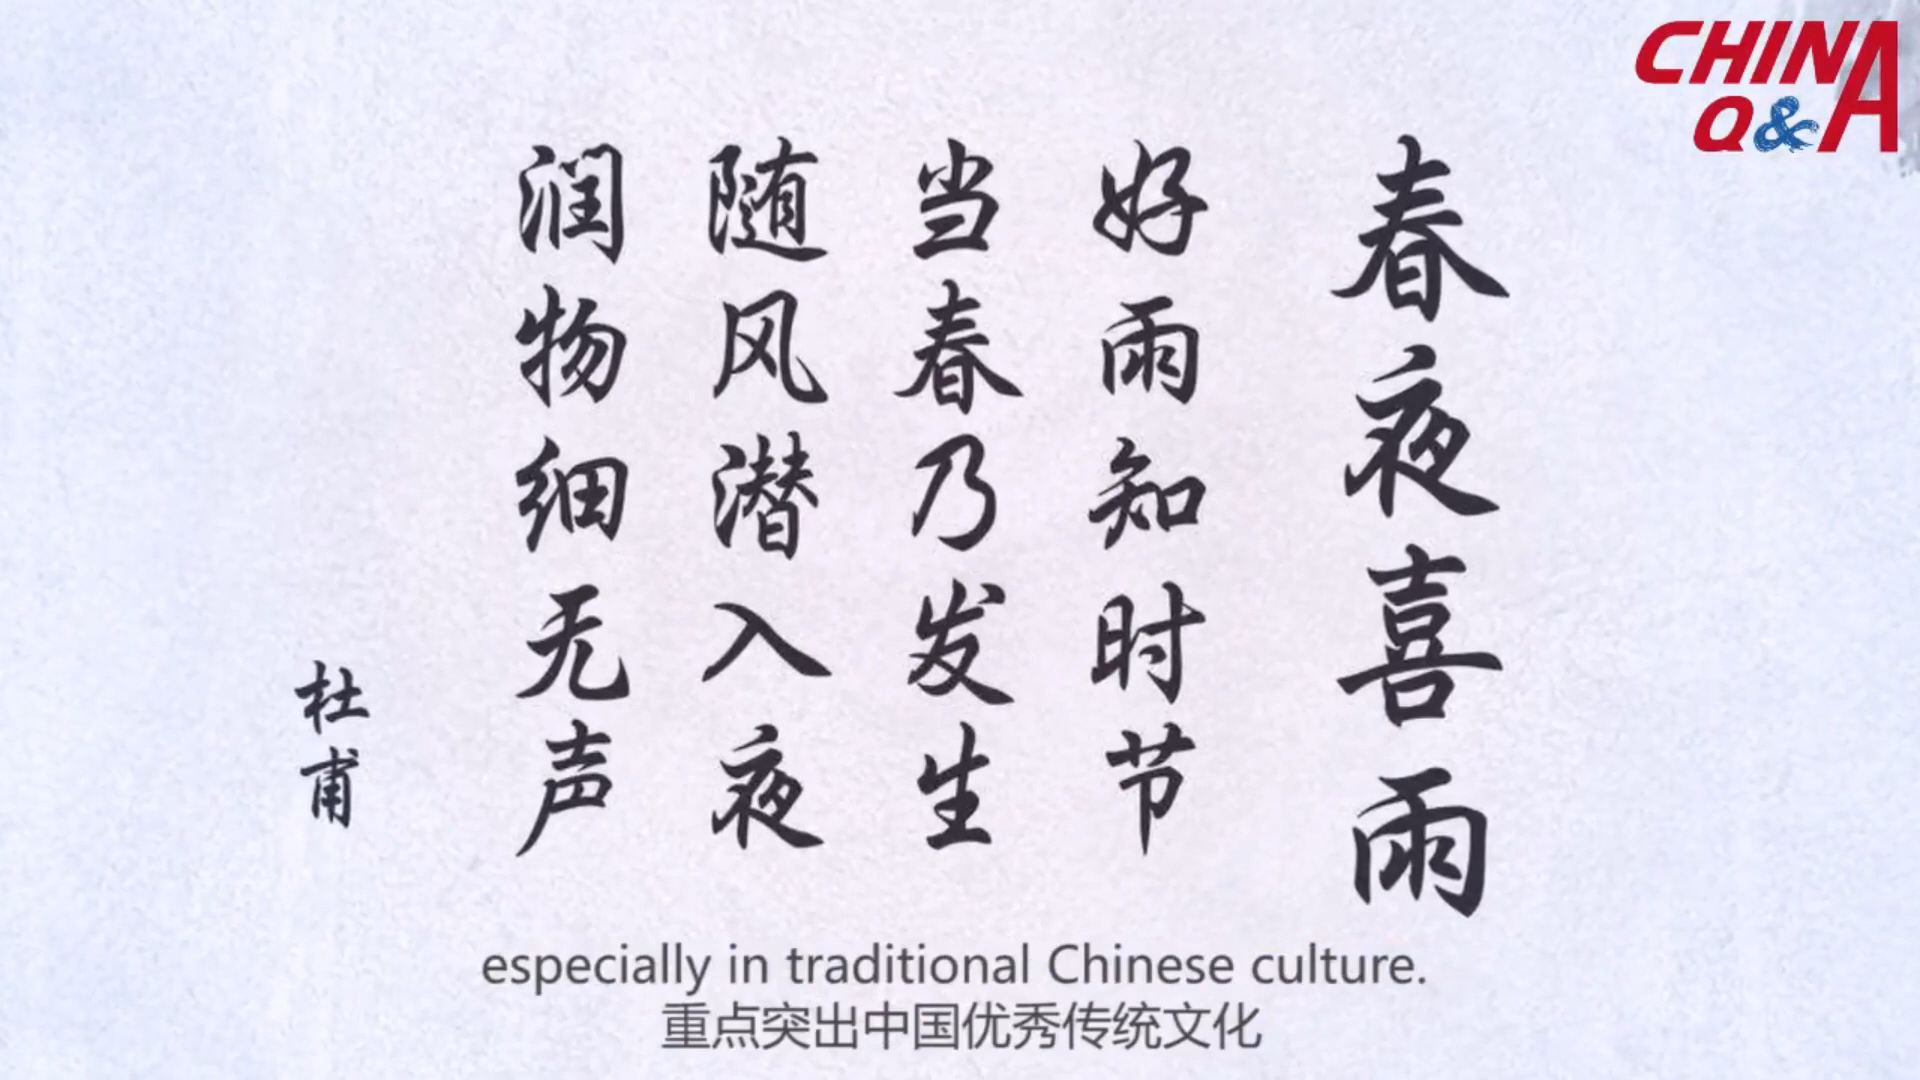 春夜喜雨
好雨知时节
当春乃发生
随风潜入夜
润物细无声
杜甫
CHINA
Q&A
especially in traditional Chinese culture.
重点突出中国优秀传统文化